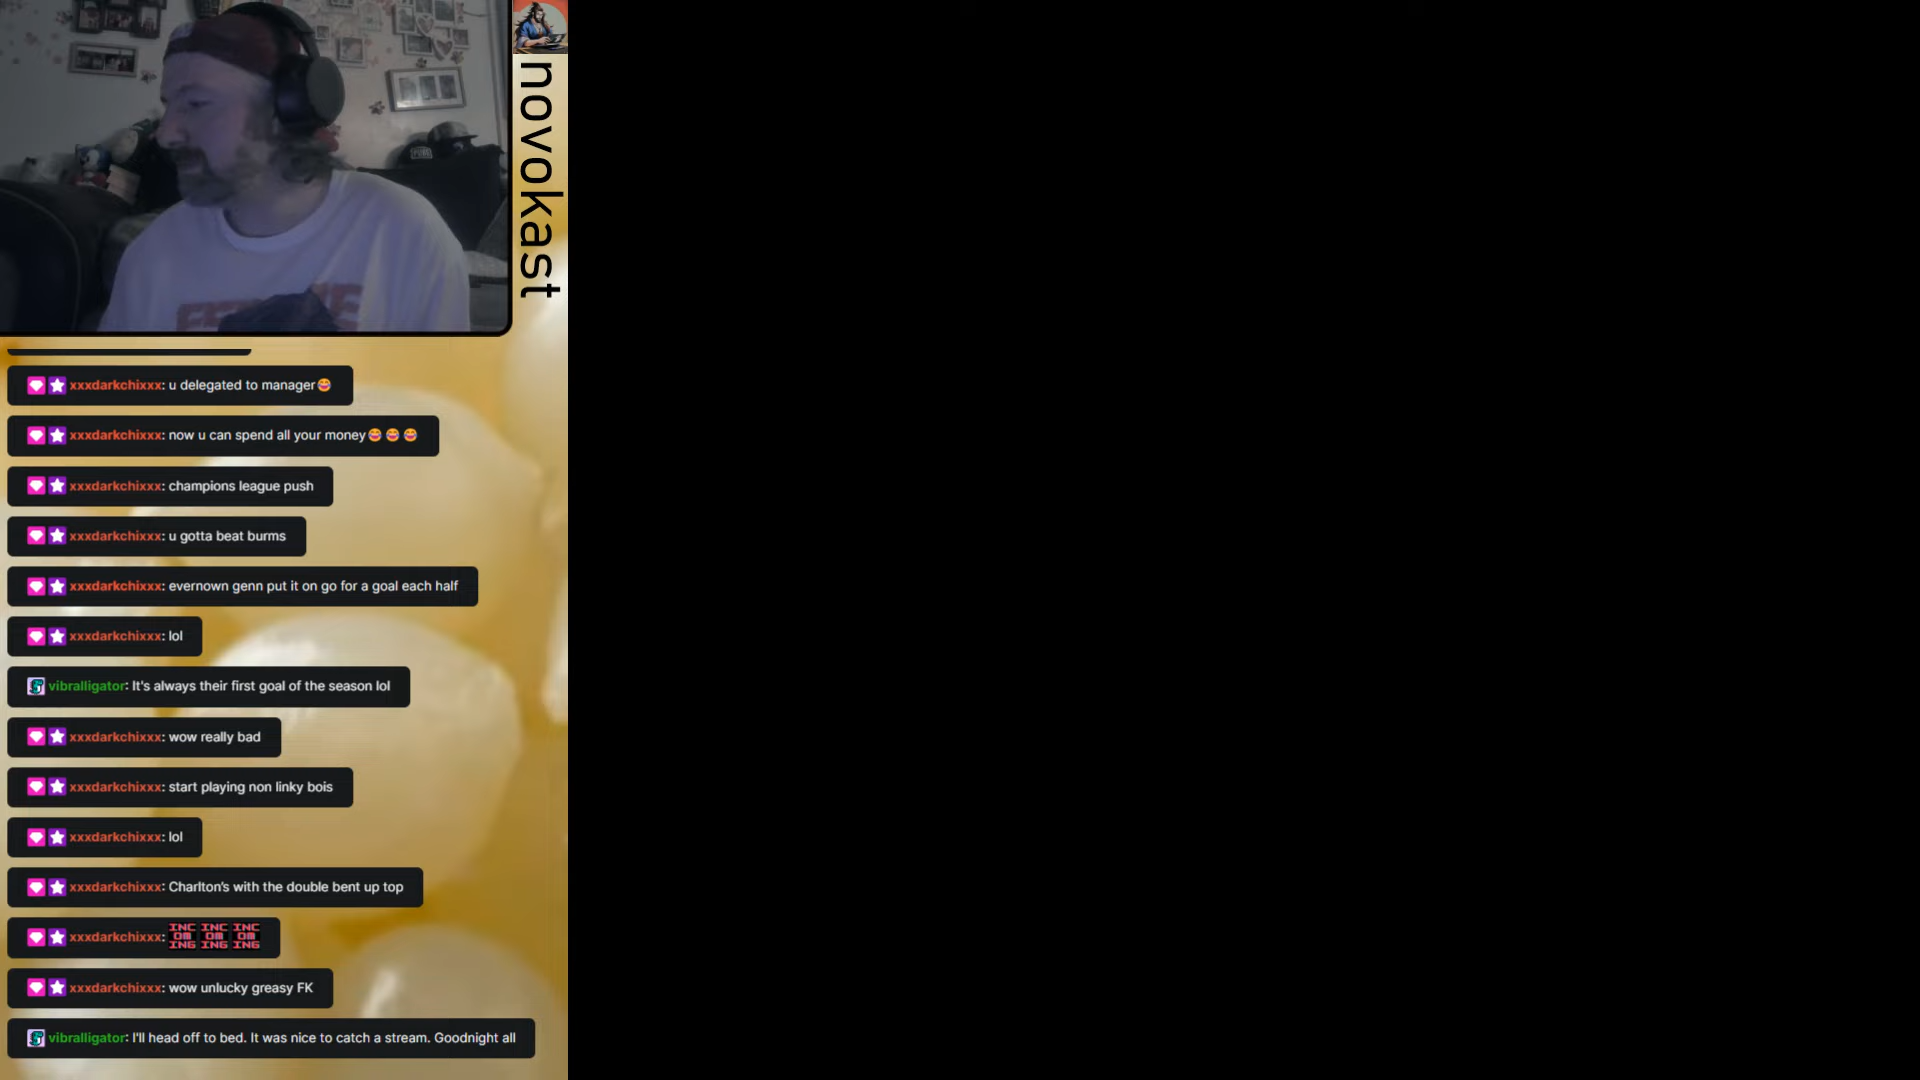 novokast
xxxdarkchixxx: u delegated to manager😂
xxxdarkchixxx: now u can spend all your money😂😂😂
xxxdarkchixxx: champions league push
xxxdarkchixxx: u gotta beat burms
xxxdarkchixxx: evernown genn put it on go for a goal each half
xxxdarkchixxx: lol
vibralligator: It's always their first goal of the season lol
xxxdarkchixxx: wow really bad
xxxdarkchixxx: start playing non linky bois
xxxdarkchixxx: lol
xxxdarkchixxx: Charlton's with the double bent up top
xxxdarkchixxx: INCOMING INCOMING INCOMING
xxxdarkchixxx: wow unlucky greasy FK
vibralligator: I'll head off to bed. It was nice to catch a stream. Goodnight all